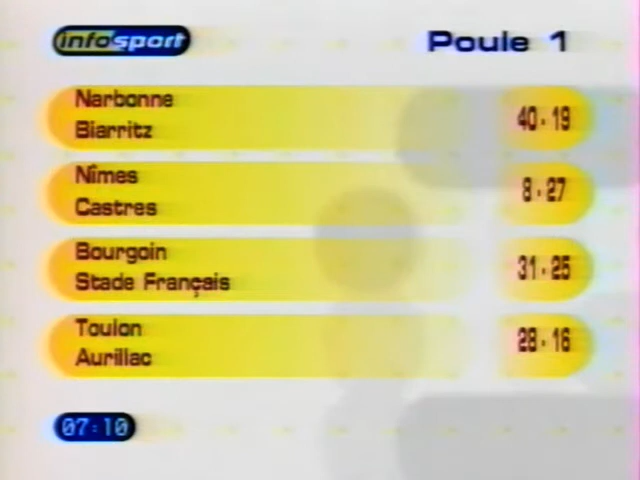 infosport
Poule 1
Narbonne
Biarritz
40 - 19
Nîmes
Castres
8 - 27
Bourgoin
Stade Français
31 - 25
Toulon
Aurillac
28 - 16
07:10